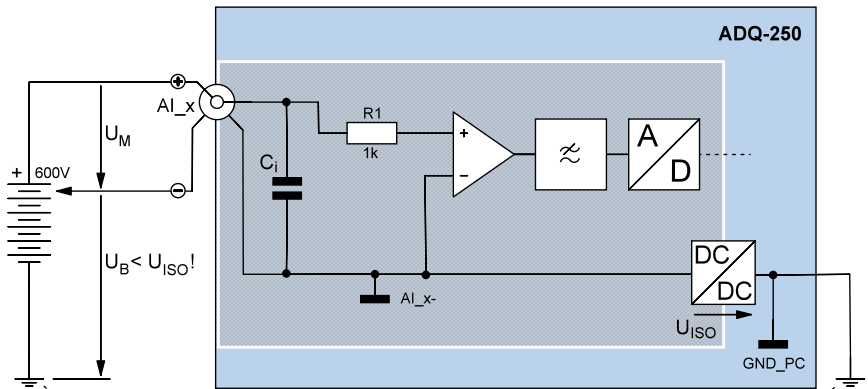 ADQ-250
+
AI_x
R1
1k
U_M
C_i
+
-
A
D
+ 600V
-
U_B < U_ISO!
AI_x-
DC
DC
U_ISO
GND_PC